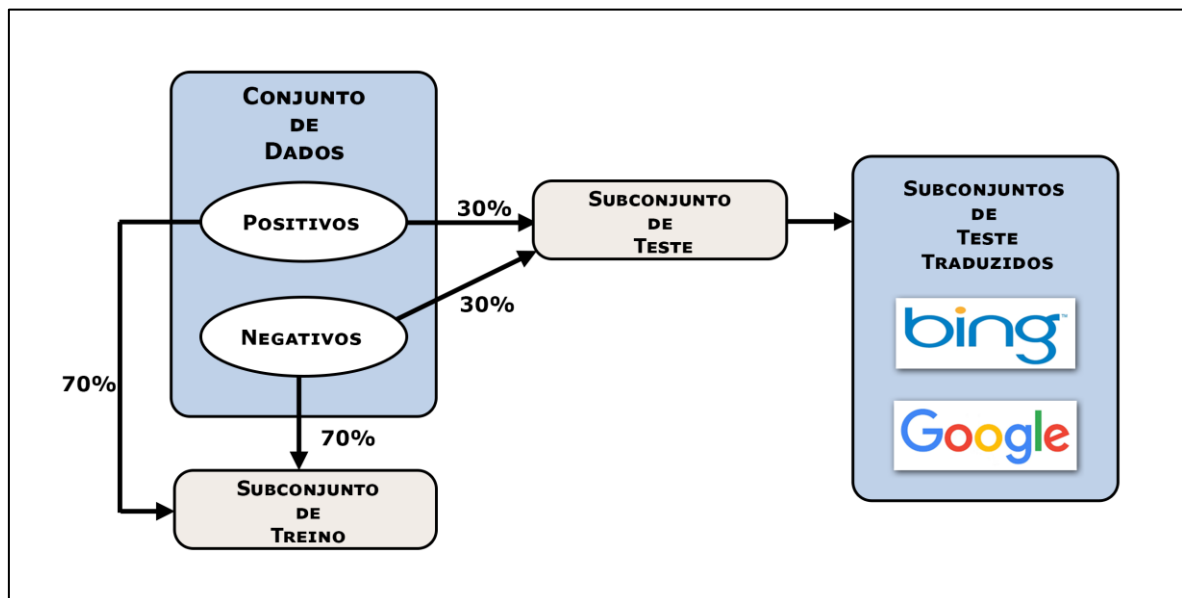 CONJUNTO
DE
DADOS
POSITIVOS
NEGATIVOS
30%
30%
70%
70%
SUBCONJUNTO
DE
TREINO
SUBCONJUNTO
DE
TESTE
SUBCONJUNTOS
DE
TESTE
TRADUZIDOS
bing™
Google